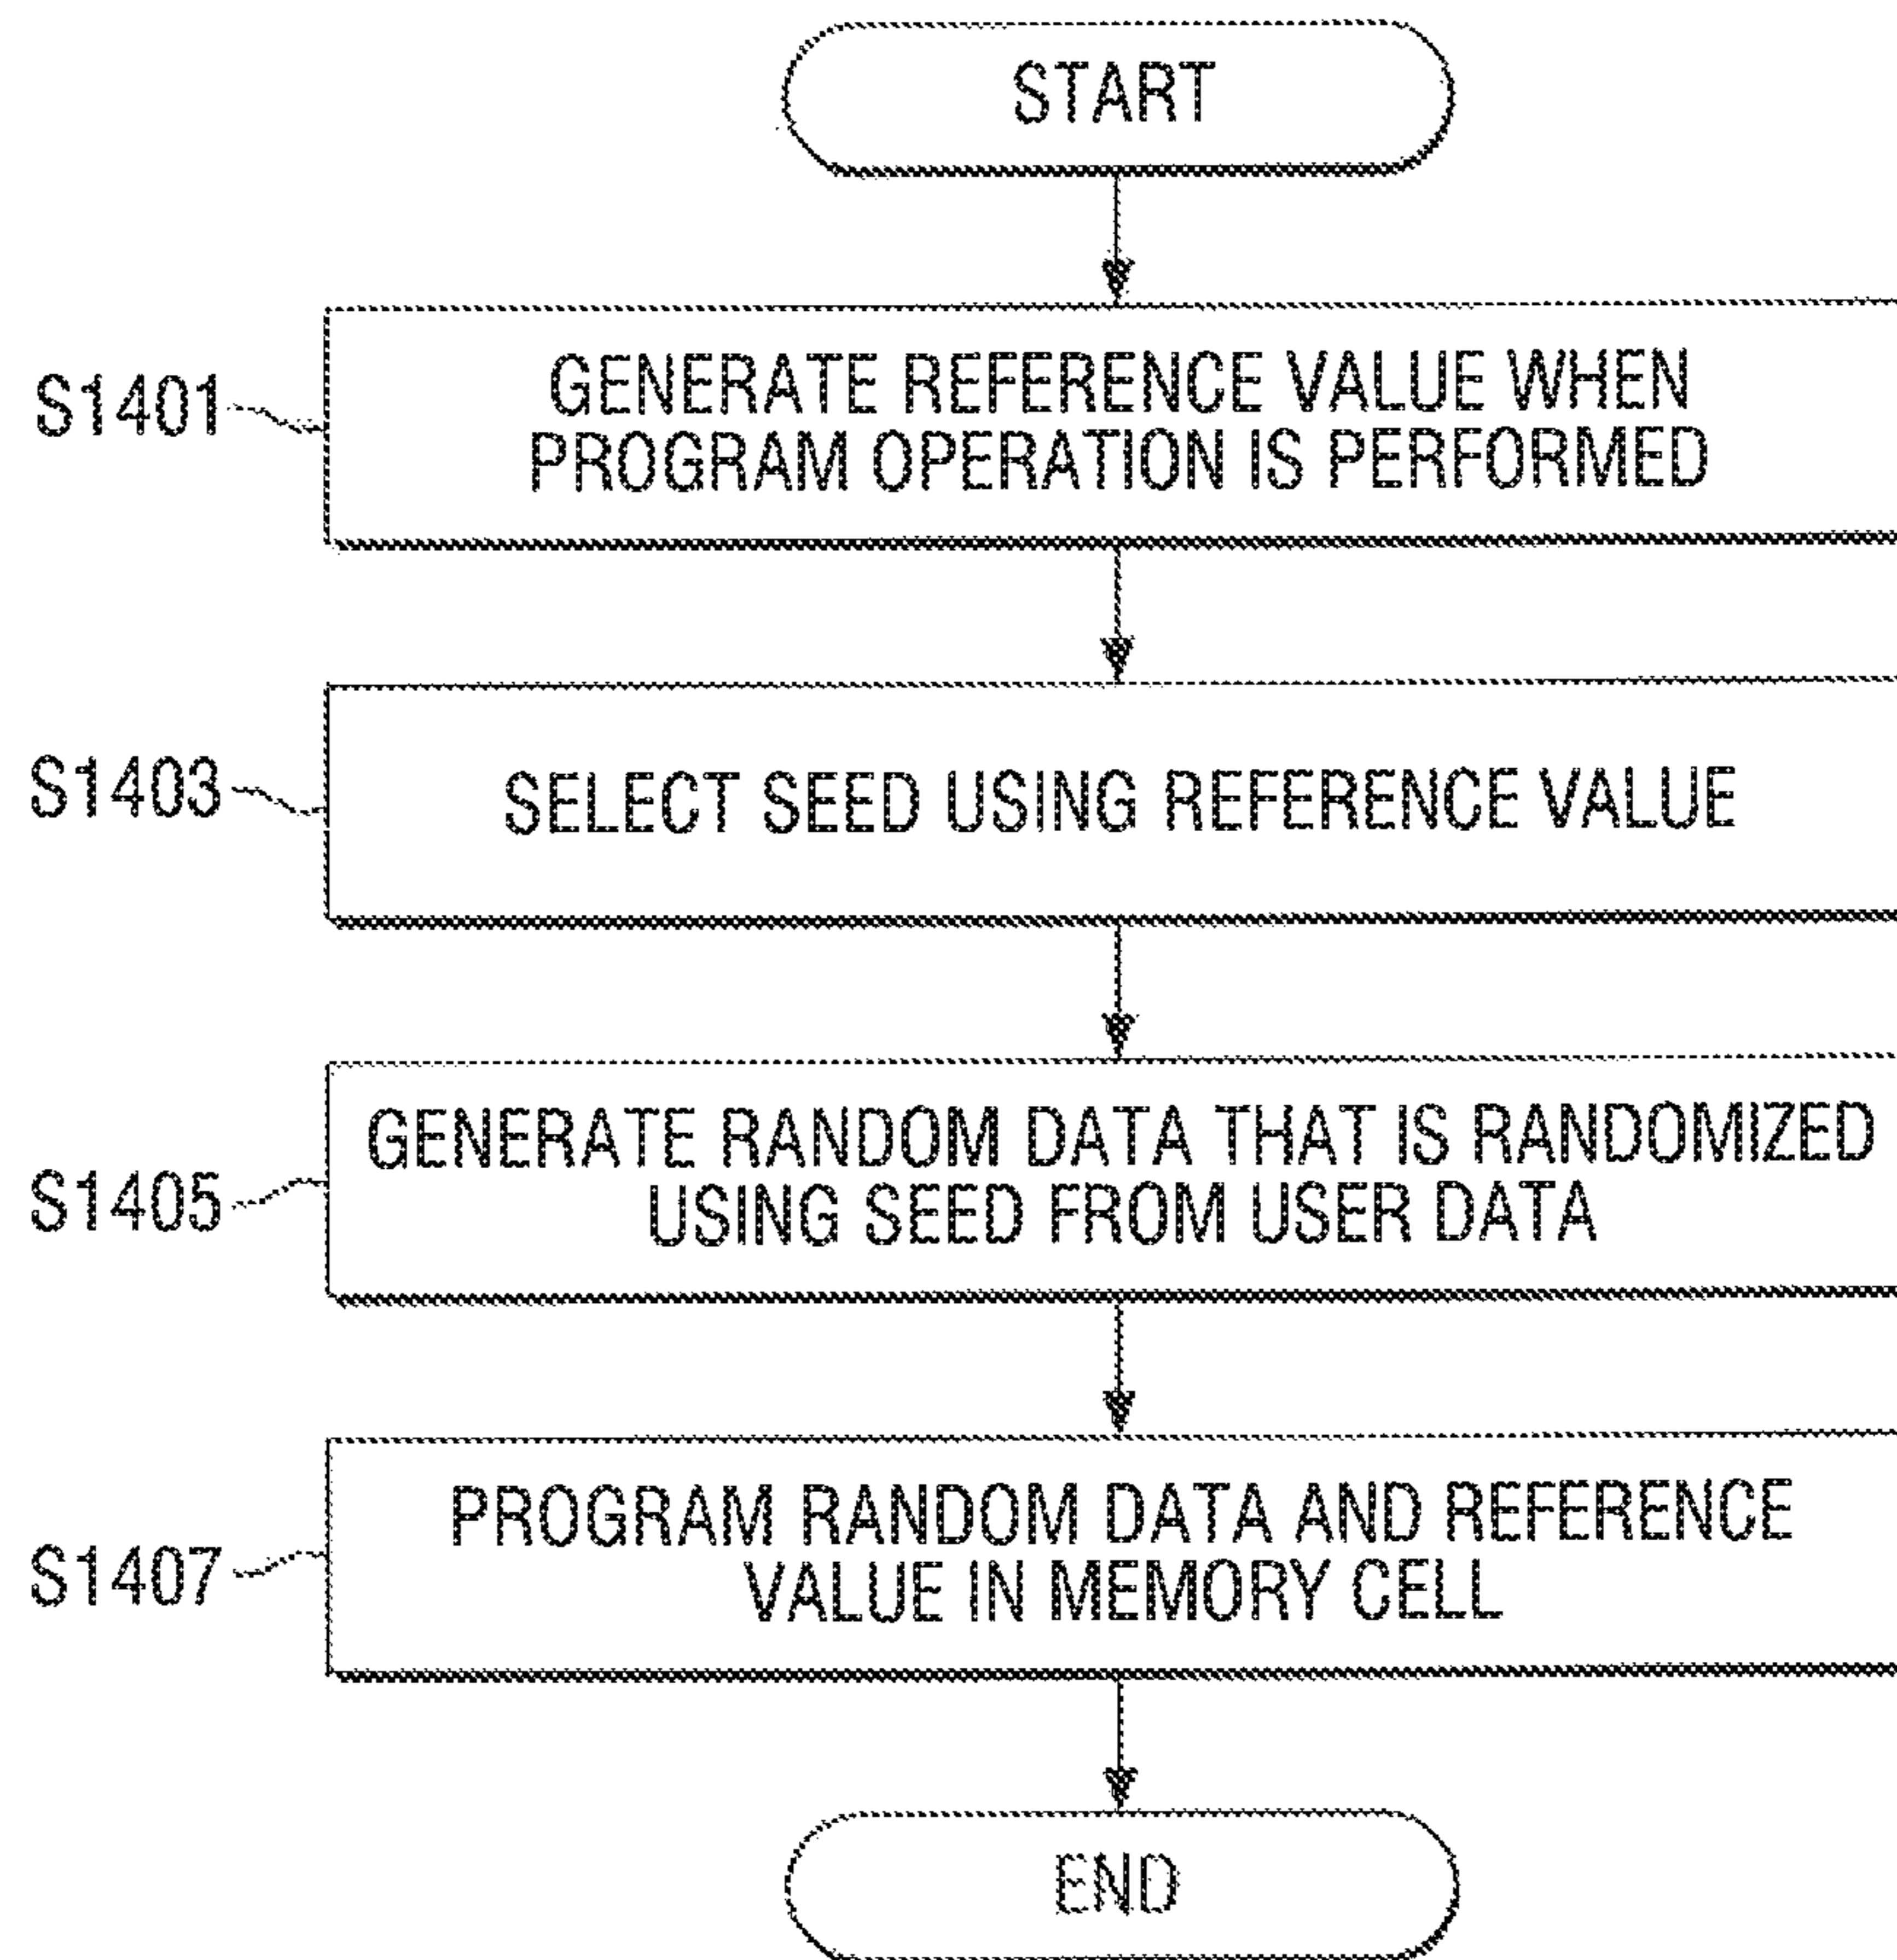 START
S1401
GENERATE REFERENCE VALUE WHEN
PROGRAM OPERATION IS PERFORMED
S1403
SELECT SEED USING REFERENCE VALUE
S1405
GENERATE RANDOM DATA THAT IS RANDOMIZED
USING SEED FROM USER DATA
S1407
PROGRAM RANDOM DATA AND REFERENCE
VALUE IN MEMORY CELL
END